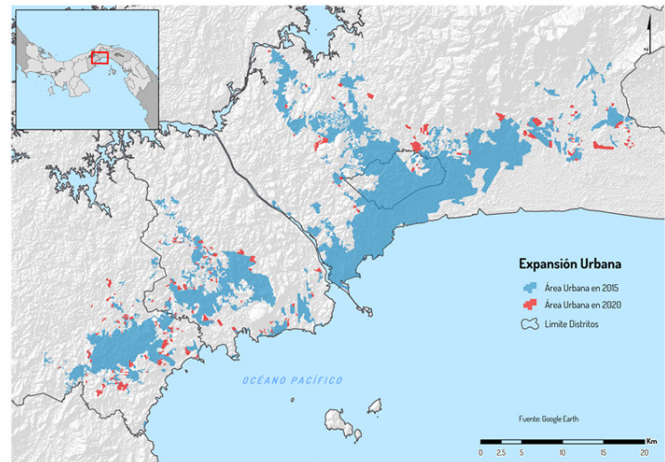 N
Expansión Urbana
Área Urbana en 2015
Área Urbana en 2020
Límite Distritos
OCÉANO PACÍFICO
Fuente: Google Earth
Km
0 2,5 5 10 15 20